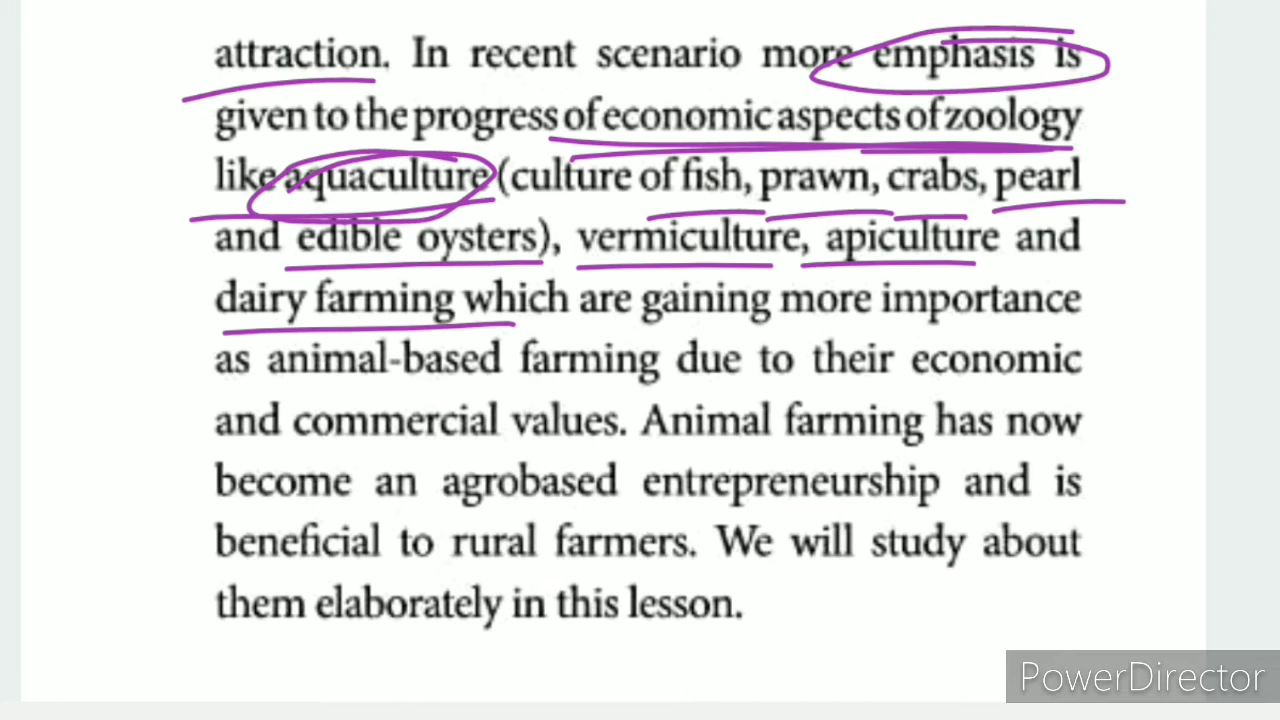 attraction. In recent scenario more emphasis is
given to the progress of economic aspects of zoology
like aquaculture (culture of fish, prawn, crabs, pearl
and edible oysters), vermiculture, apiculture and
dairy farming which are gaining more importance
as animal-based farming due to their economic
and commercial values. Animal farming has now
become an agrobased entrepreneurship and is
beneficial to rural farmers. We will study about
them elaborately in this lesson.
PowerDirector